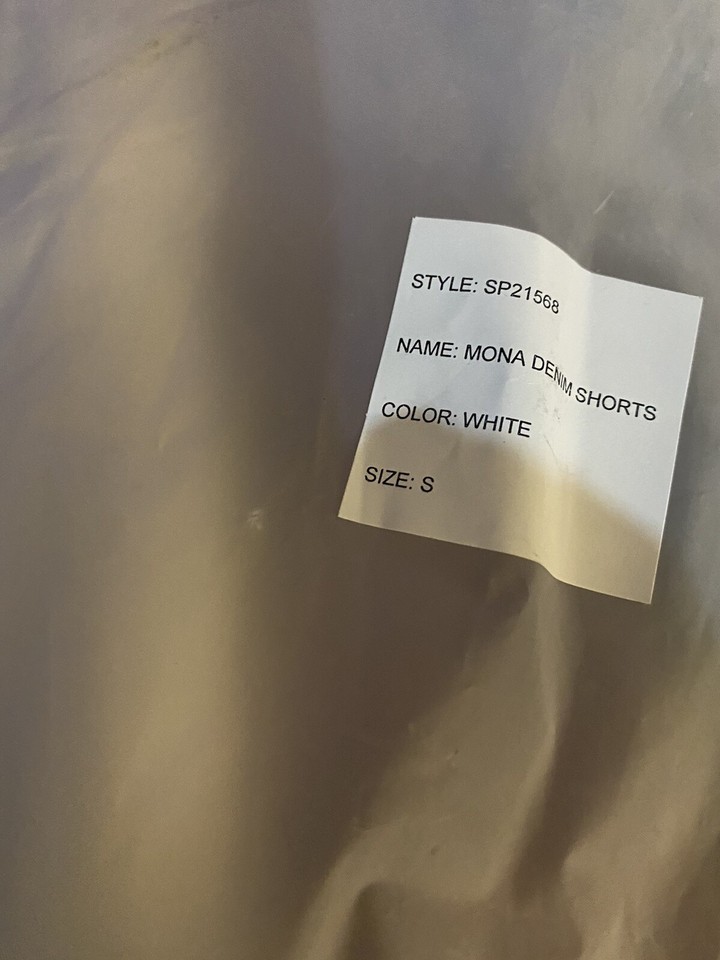 STYLE: SP21568
NAME: MONA DENIM SHORTS
COLOR: WHITE
SIZE: S